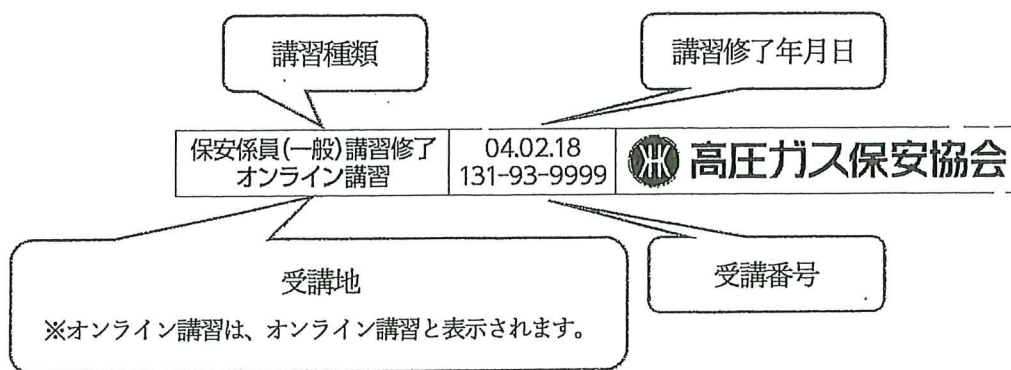 講習種類
講習修了年月日
保安係員(一般)講習修了
オンライン講習
04.02.18
131-93-9999
KHK 高圧ガス保安協会
受講地
※オンライン講習は、オンライン講習と表示されます。
受講番号